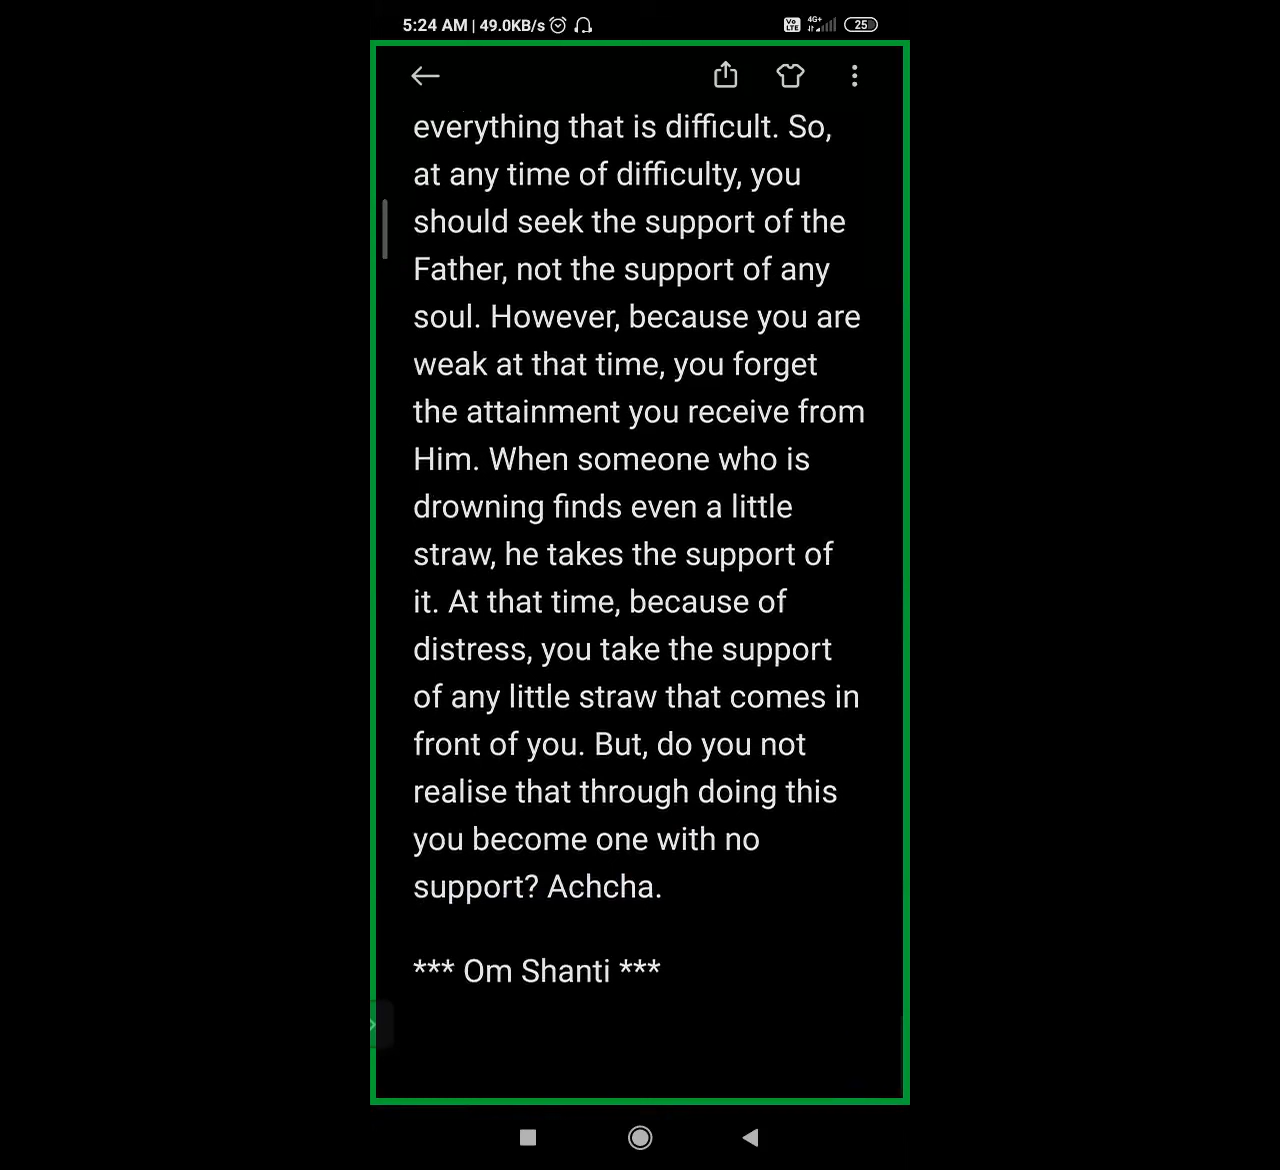 5:24 AM | 49.0KB/s Vo LTE 4G+ 25
everything that is difficult. So,
at any time of difficulty, you
should seek the support of the
Father, not the support of any
soul. However, because you are
weak at that time, you forget
the attainment you receive from
Him. When someone who is
drowning finds even a little
straw, he takes the support of
it. At that time, because of
distress, you take the support
of any little straw that comes in
front of you. But, do you not
realise that through doing this
you become one with no
support? Achcha.
*** Om Shanti ***